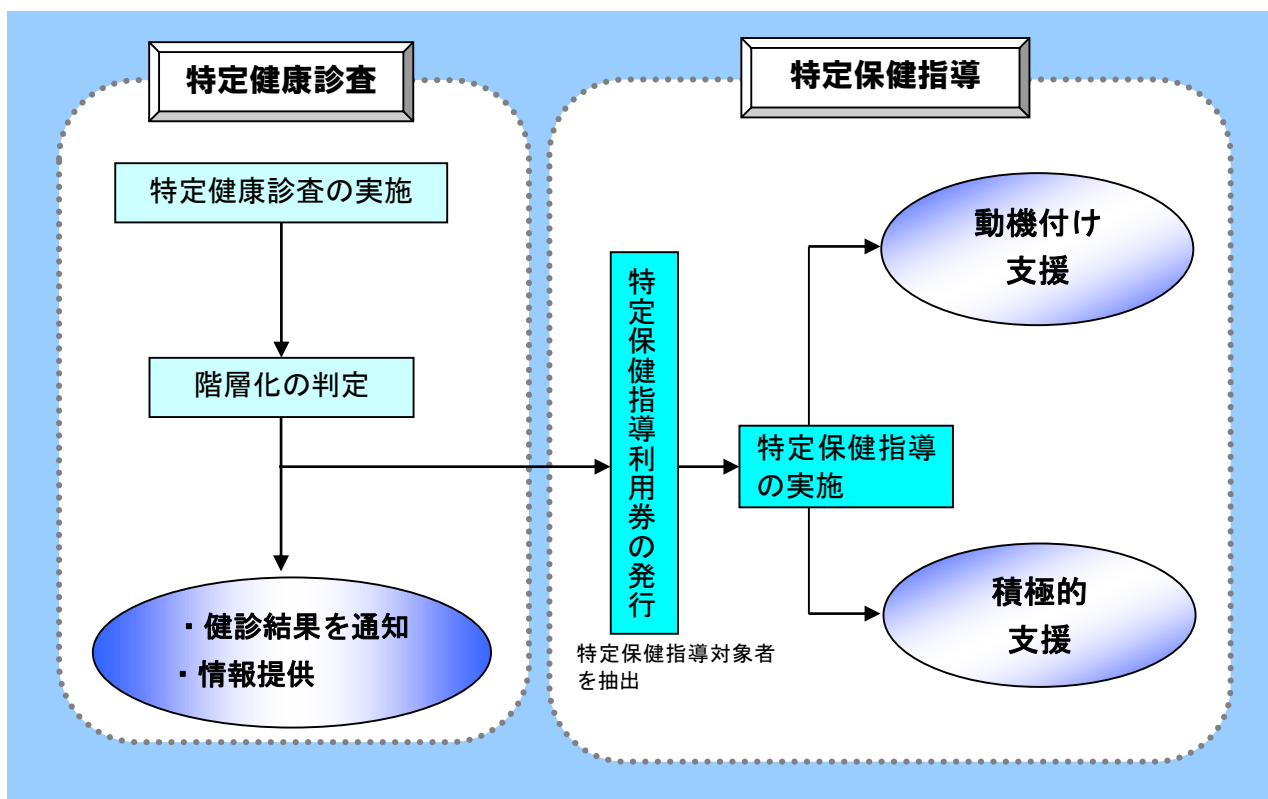 特定健康診査
特定健康診査の実施
階層化の判定
・健診結果を通知
・情報提供
特定保健指導
特定保健指導利用券の発行
特定保健指導対象者
を抽出
特定保健指導
の実施
動機付け
支援
積極的
支援